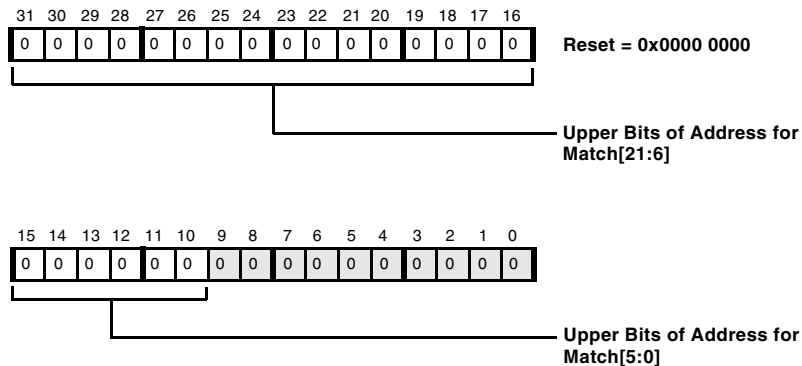 31 30 29 28 27 26 25 24 23 22 21 20 19 18 17 16
0 0 0 0 0 0 0 0 0 0 0 0 0 0 0 0
Reset = 0x0000 0000
Upper Bits of Address for
Match[21:6]
15 14 13 12 11 10 9 8 7 6 5 4 3 2 1 0
0 0 0 0 0 0 0 0 0 0 0 0 0 0 0 0
Upper Bits of Address for
Match[5:0]